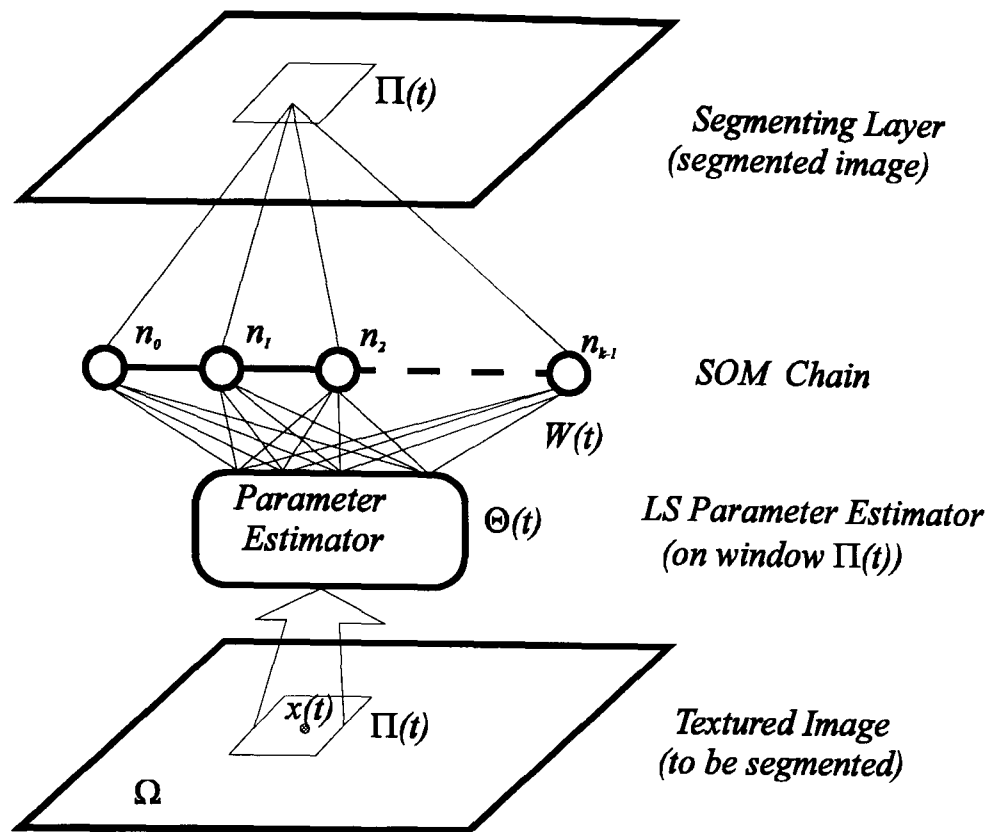 Π(t)
Segmenting Layer
(segmented image)
n₀
n₁
n₂
nₖ₋₁
SOM Chain
W(t)
Parameter
Estimator
Θ(t)
LS Parameter Estimator
(on window Π(t))
x(t)
Π(t)
Textured Image
(to be segmented)
Ω